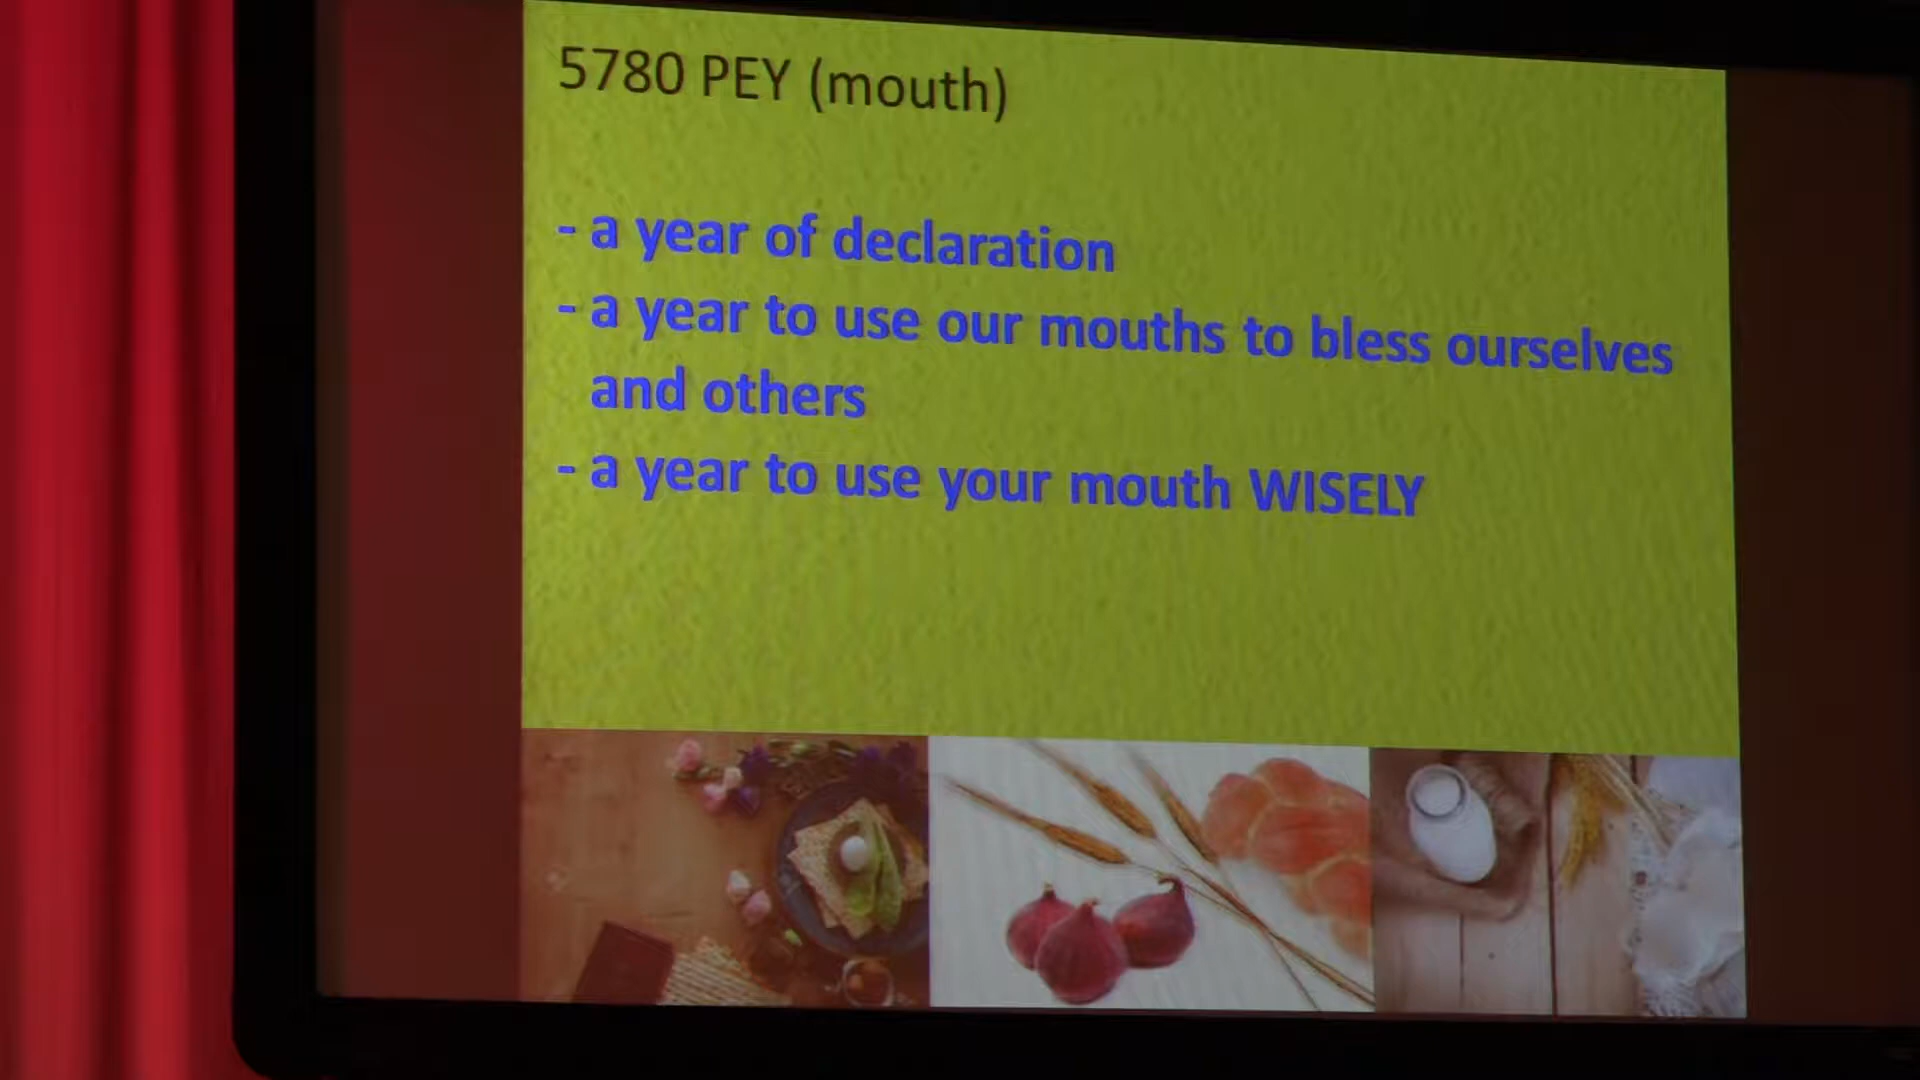 5780 PEY (mouth)
- a year of declaration
- a year to use our mouths to bless ourselves
and others
- a year to use your mouth WISELY